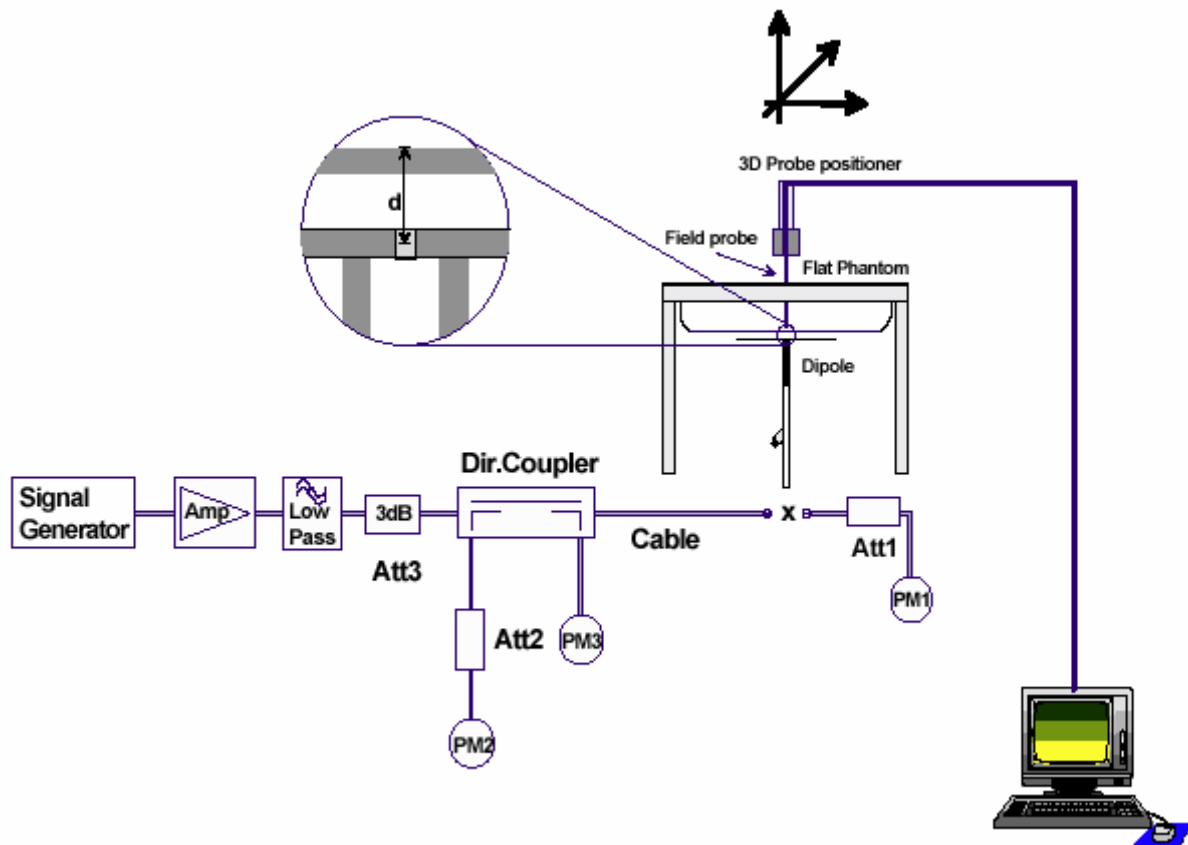 3D Probe positioner
d
Field probe
Flat Phantom
Dipole
Dir.Coupler
Signal
Generator
Amp
Low
Pass
3dB
Att3
Cable
x
Att1
PM1
Att2
PM3
PM2